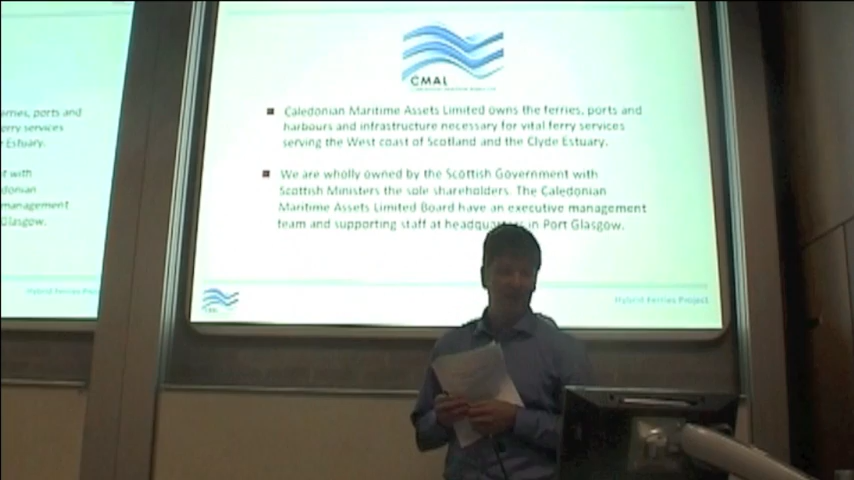 CMAL
Caledonian Maritime Assets Limited owns the ferries, ports and
harbours and infrastructure necessary for vital ferry services
serving the West coast of Scotland and the Clyde Estuary.
We are wholly owned by the Scottish Government with
Scottish Ministers the sole shareholders. The Caledonian
Maritime Assets Limited Board have an executive management
team and supporting staff at headquarters in Port Glasgow.
Hybrid Ferries Project
ports and
erry services
Estuary.
with
donian
management
Glasgow.
Hybrid Ferries